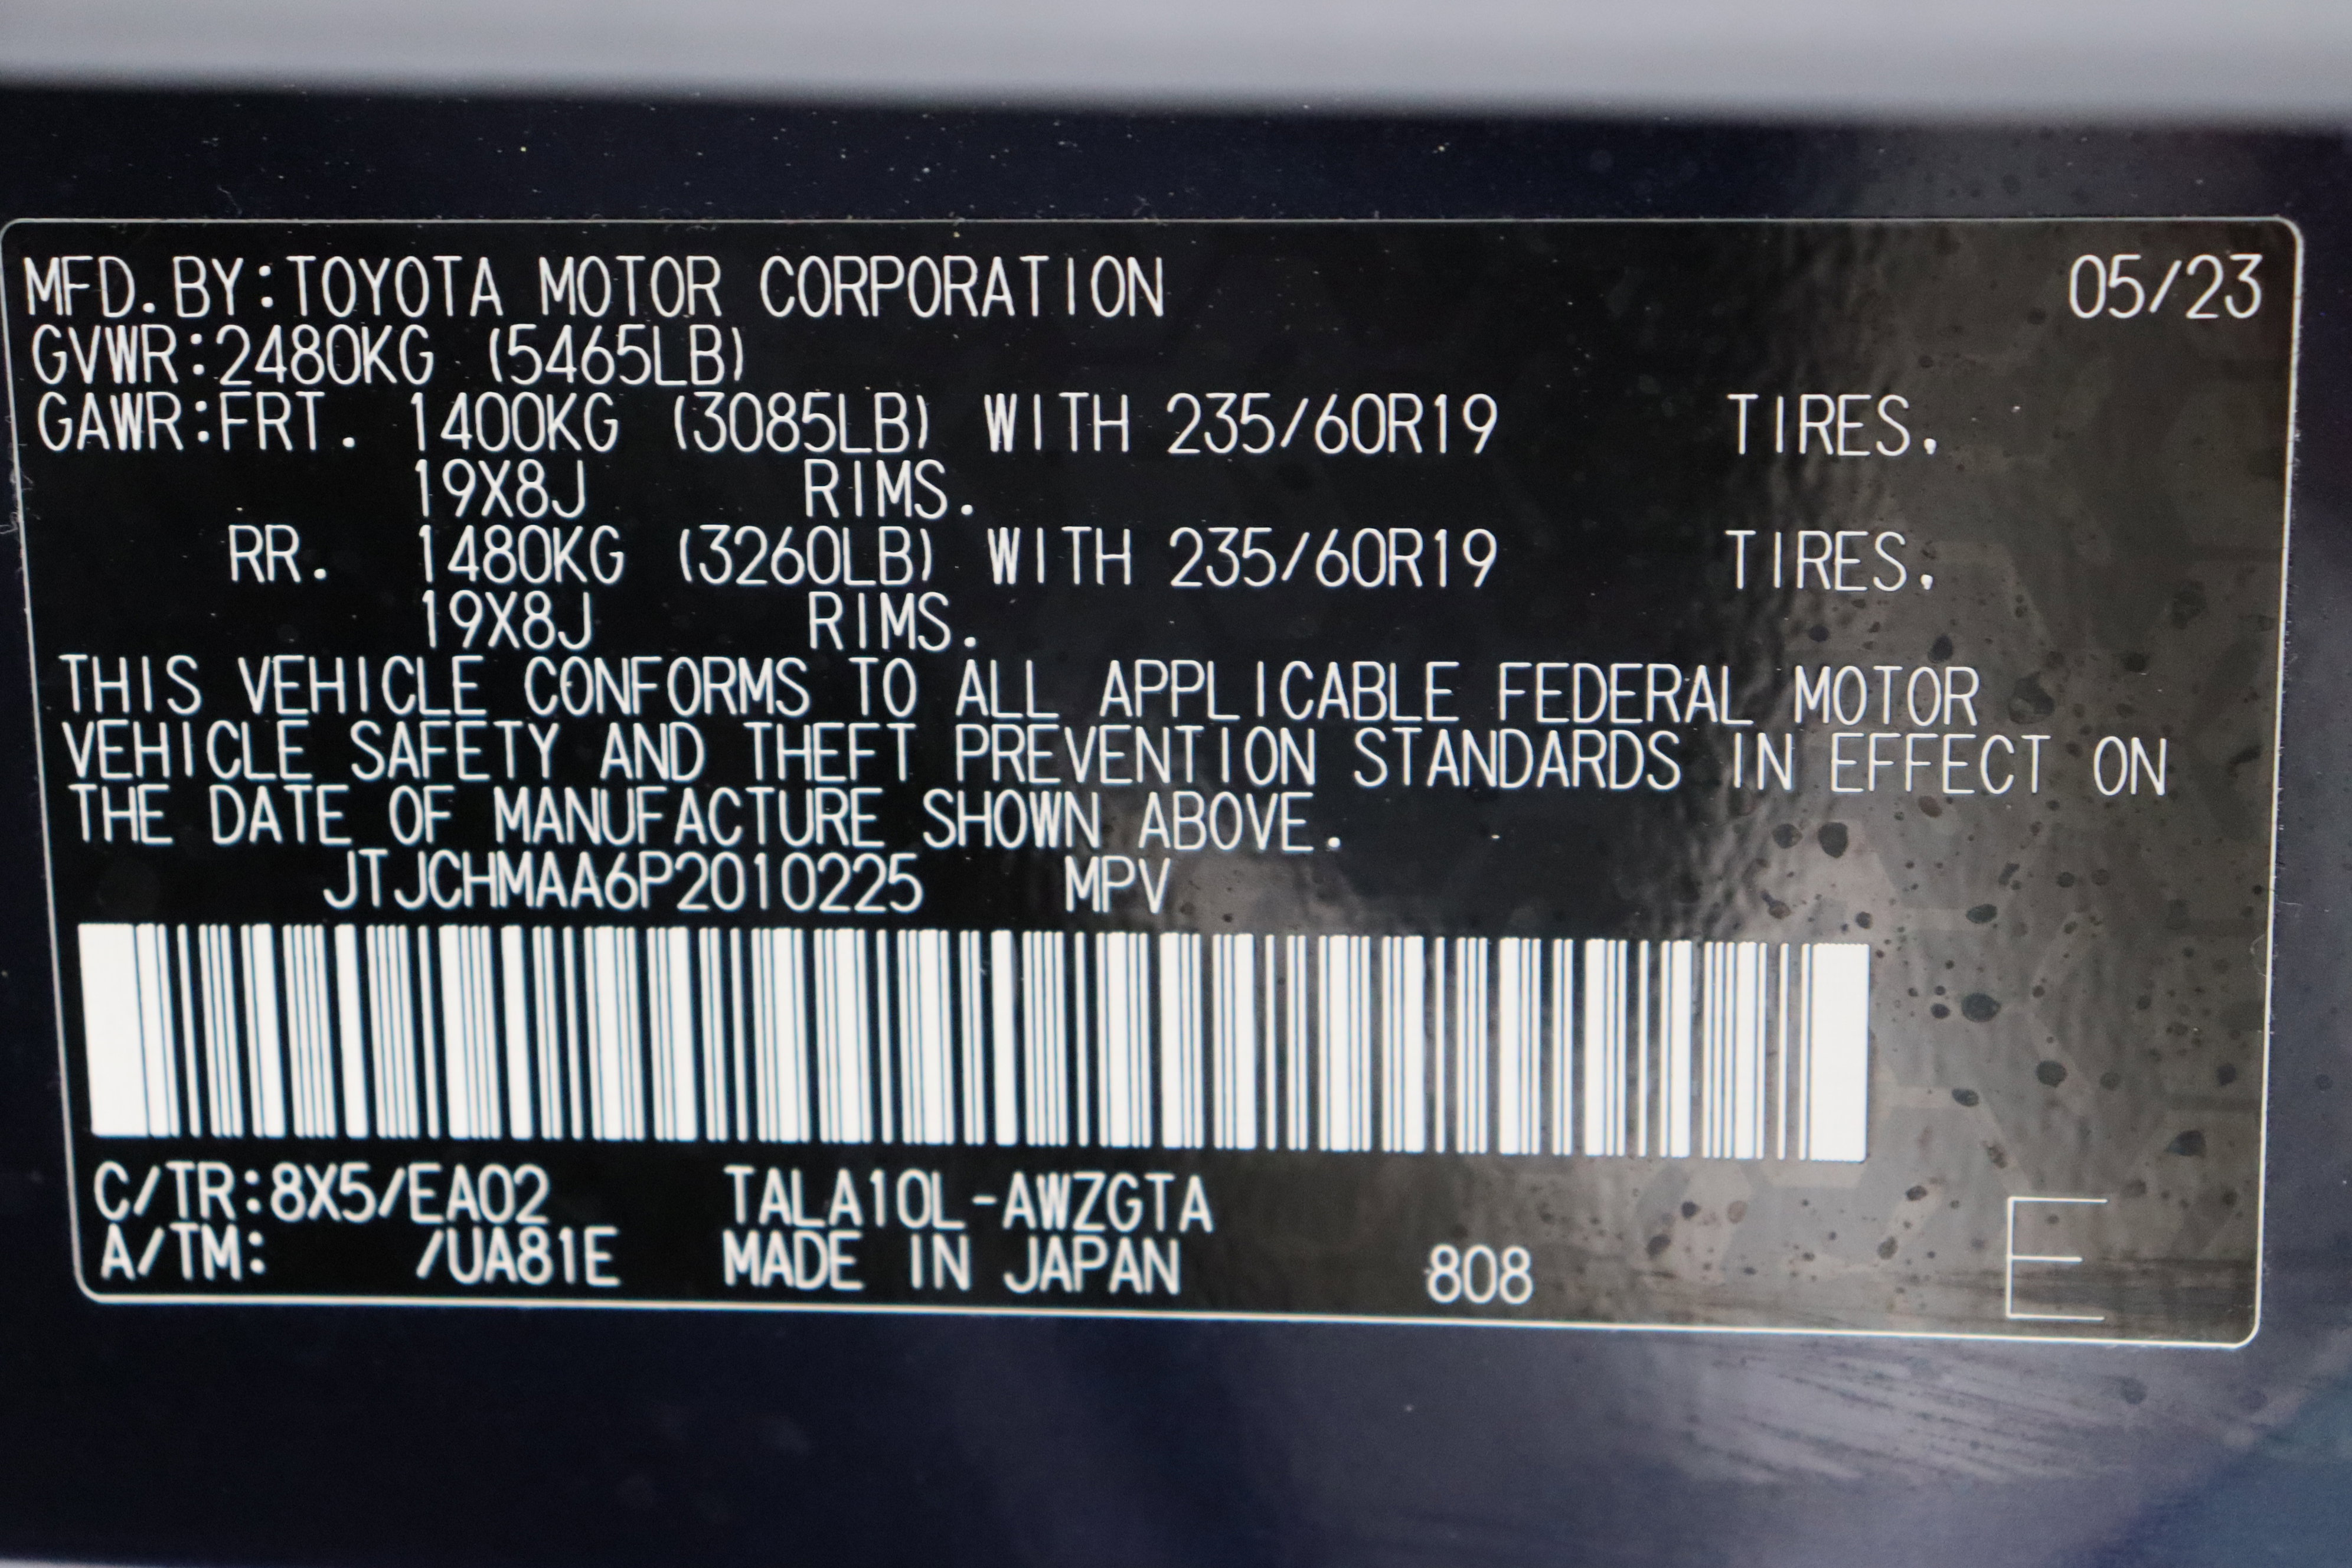 MFD.BY:TOYOTA MOTOR CORPORATION 05/23
GVWR:2480KG (5465LB)
GAWR:FRT. 1400KG (3085LB) WITH 235/60R19 TIRES,
19X8J RIMS.
RR. 1480KG (3260LB) WITH 235/60R19 TIRES,
19X8J RIMS.
THIS VEHICLE CONFORMS TO ALL APPLICABLE FEDERAL MOTOR
VEHICLE SAFETY AND THEFT PREVENTION STANDARDS IN EFFECT ON
THE DATE OF MANUFACTURE SHOWN ABOVE.
JTJCHMAA6P2010225 MPV
C/TR:8X5/EA02 TALA10L-AWZGTA
A/TM: /UA81E MADE IN JAPAN 808 E